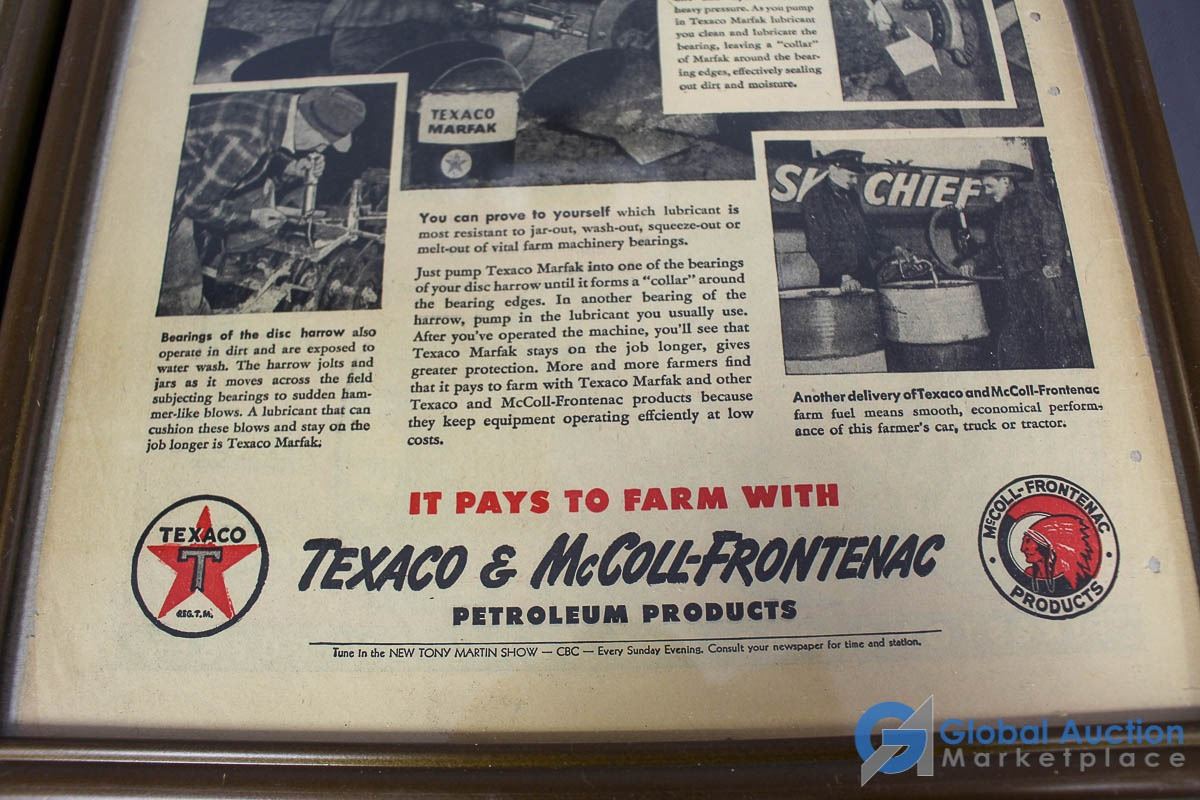 heavy pressure. As you pump
in Texaco Marfak lubricant
you clean and lubricate the
bearing, leaving a "collar"
of Marfak around the bear-
ing edges, effectively sealing
out dirt and moisture.
TEXACO
MARFAK
SKY CHIEF
You can prove to yourself which lubricant is
most resistant to jar-out, wash-out, squeeze-out or
melt-out of vital farm machinery bearings.
Just pump Texaco Marfak into one of the bearings
of your disc harrow until it forms a "collar" around
the bearing edges. In another bearing of the
harrow, pump in the lubricant you usually use.
After you've operated the machine, you'll see that
Texaco Marfak stays on the job longer, gives
greater protection. More and more farmers find
that it pays to farm with Texaco Marfak and other
Texaco and McColl-Frontenac products because
they keep equipment operating effciently at low
costs.
Bearings of the disc harrow also
operate in dirt and are exposed to
water wash. The harrow jolts and
jars as it moves across the field
subjecting bearings to sudden ham-
mer-like blows. A lubricant that can
cushion these blows and stay on the
job longer is Texaco Marfak.
Another delivery of Texaco and McColl-Frontenac
farm fuel means smooth, economical perform-
ance of this farmer's car, truck or tractor.
IT PAYS TO FARM WITH
TEXACO & McCOLL-FRONTENAC
PETROLEUM PRODUCTS
TEXACO
T
REG. T.M.
McCOLL-FRONTENAC
PRODUCTS
Tune in the NEW TONY MARTIN SHOW — CBC — Every Sunday Evening. Consult your newspaper for time and station.
Global Auction
Marketplace